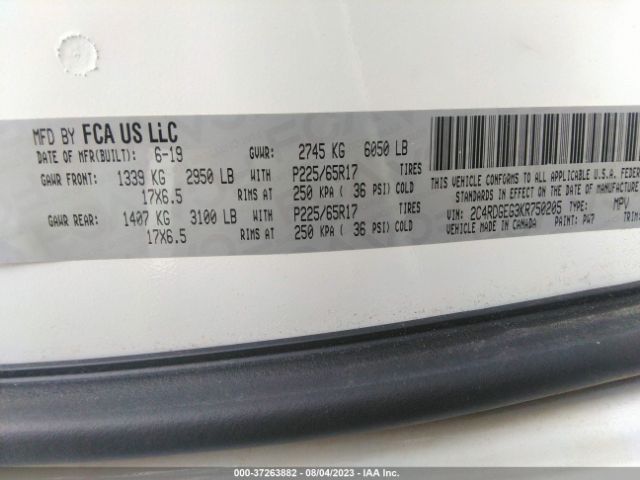 MFD BY FCA US LLC
DATE OF MFR(BUILT): 6-19 GVWR: 2745 KG 6050 LB
GAWR FRONT: 1339 KG 2950 LB WITH P225/65R17 TIRES
17X6.5 RIMS AT 250 KPA ( 36 PSI) COLD
GAWR REAR: 1407 KG 3100 LB WITH P225/65R17 TIRES
17X6.5 RIMS AT 250 KPA ( 36 PSI) COLD
THIS VEHICLE CONFORMS TO ALL APPLICABLE U.S.A. FEDER
STANDARDS IN EFFECT ON THE DATE OF MANUFACTURE
VIN: 2C4RDGEG3KR750205 TYPE: MPV
VEHICLE MADE IN CANADA PAINT: PW7 TRIM
000-37263882 - 08/04/2023 - IAA Inc.